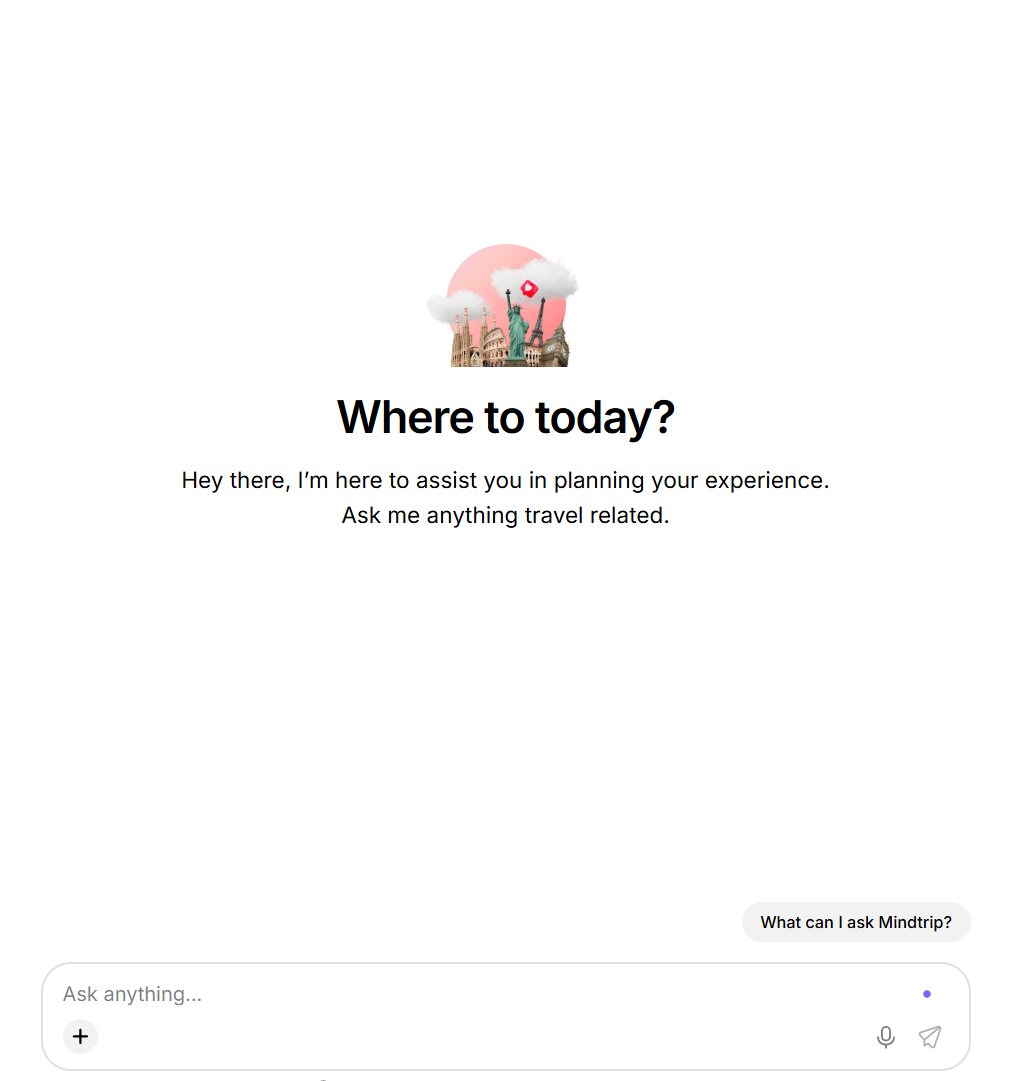 Where to today?
Hey there, I’m here to assist you in planning your experience.
Ask me anything travel related.
What can I ask Mindtrip?
Ask anything...